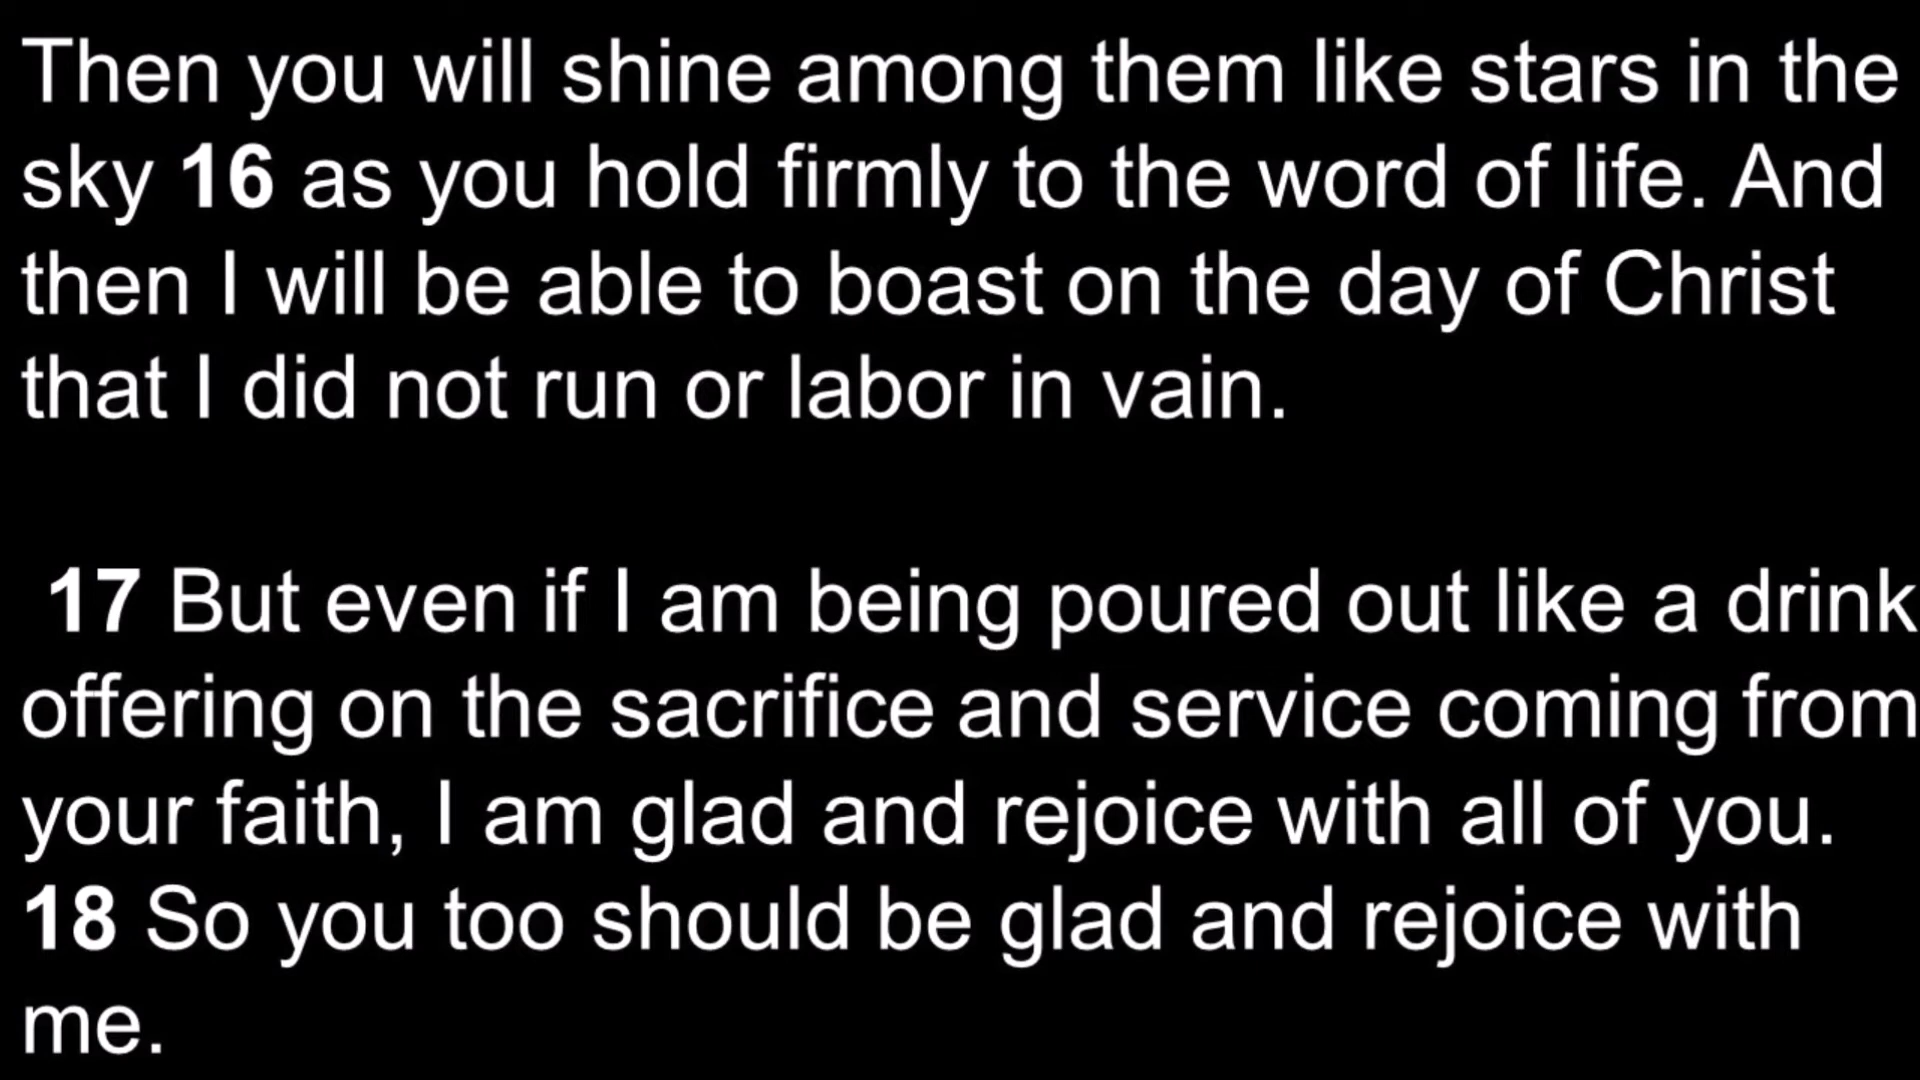 Then you will shine among them like stars in the
sky 16 as you hold firmly to the word of life. And
then I will be able to boast on the day of Christ
that I did not run or labor in vain.
17 But even if I am being poured out like a drink
offering on the sacrifice and service coming from
your faith, I am glad and rejoice with all of you.
18 So you too should be glad and rejoice with
me.